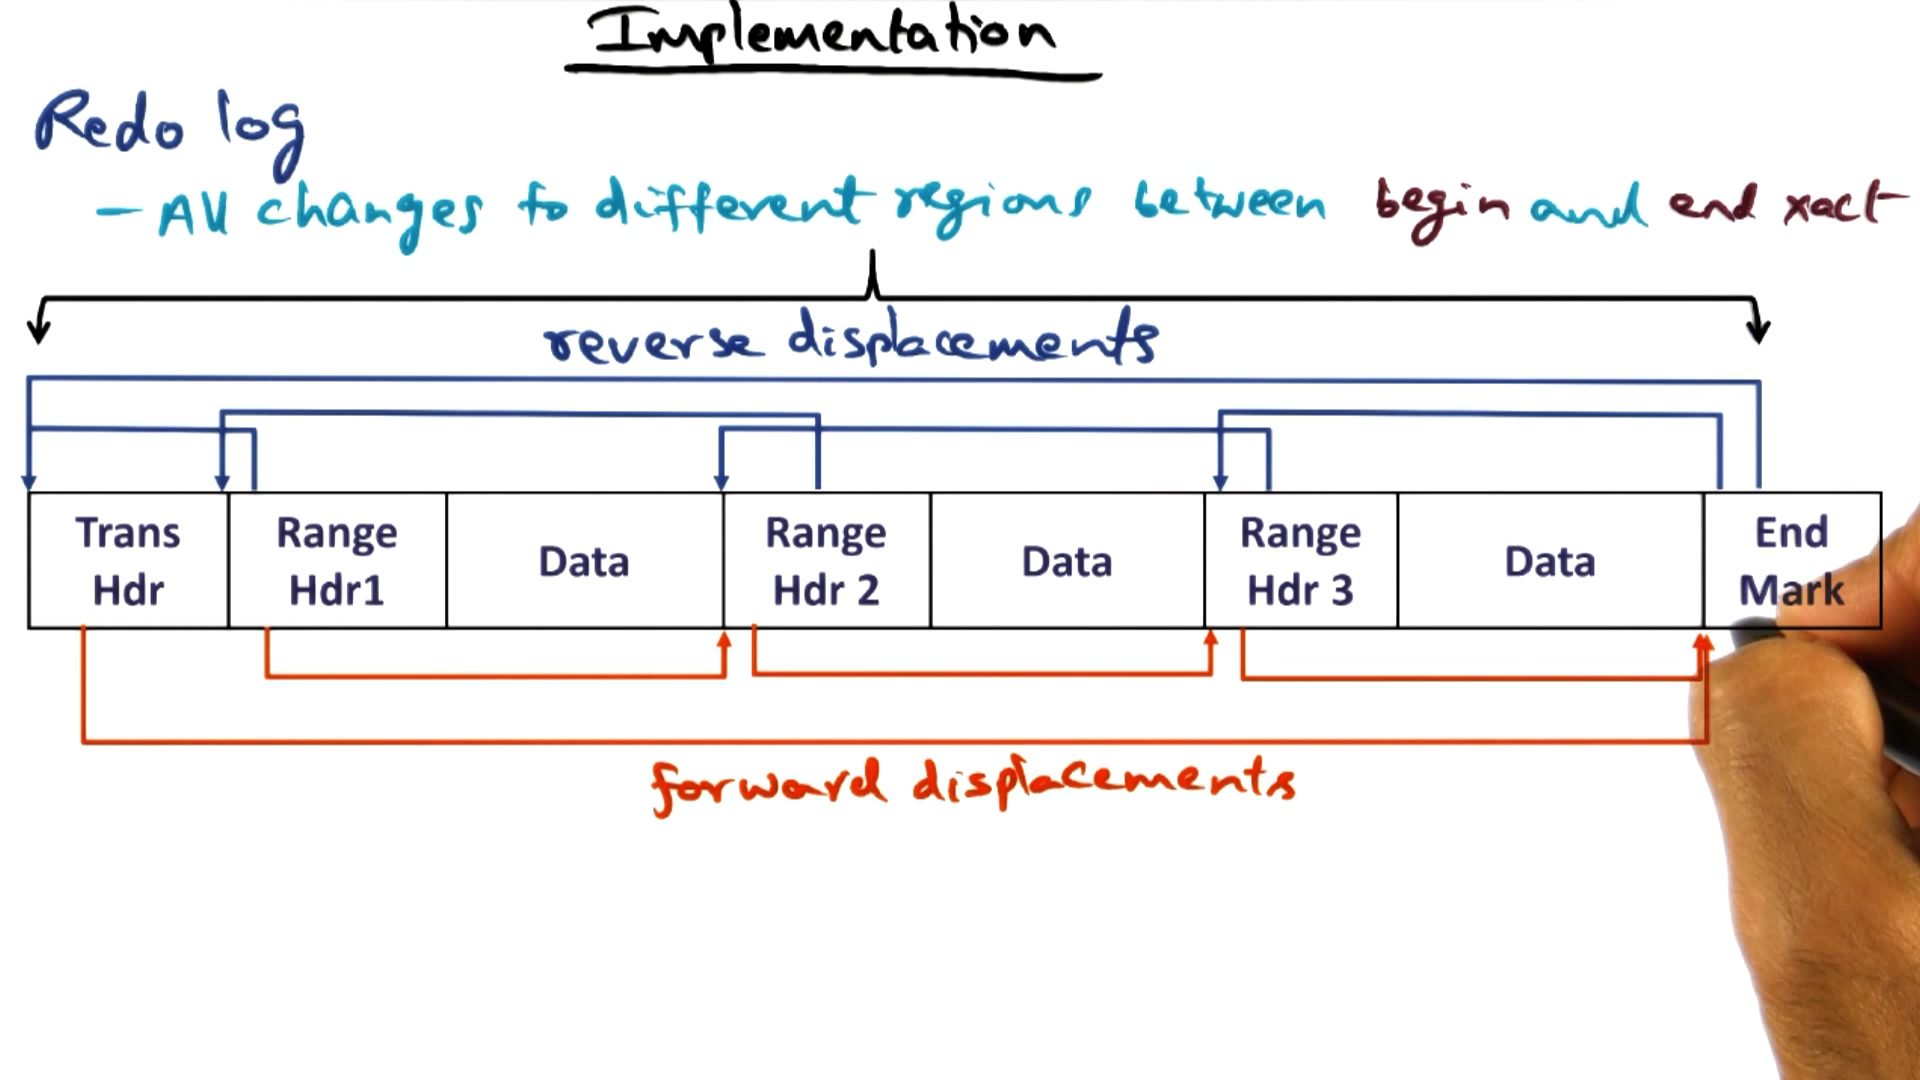 Implementation
Redo log
- All changes to different regions between begin and end xact
reverse displacements
Trans Hdr
Range Hdr1
Data
Range Hdr 2
Data
Range Hdr 3
Data
End Mark
forward displacements